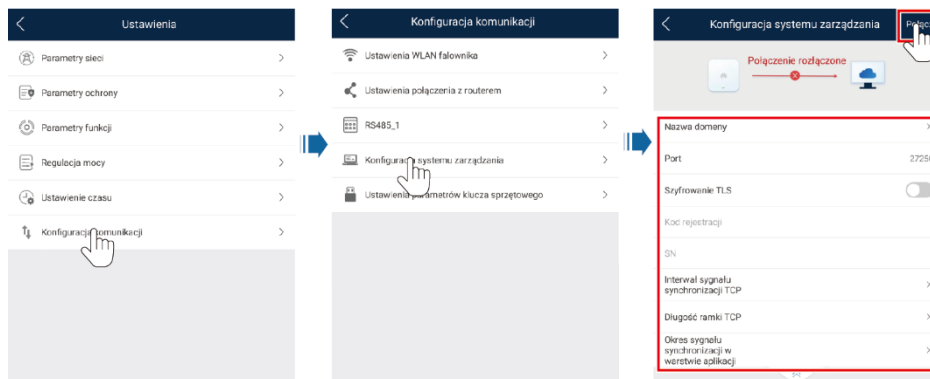 Ustawienia
Parametry sieci
Parametry ochrony
Parametry funkcji
Regulacja mocy
Ustawienie czasu
Konfiguracja komunikacji
Konfiguracja komunikacji
Ustawienia WLAN falownika
Ustawienia połączenia z routerem
RS485_1
Konfiguracja systemu zarządzania
Ustawienia parametrów klucza sprzętowego
Konfiguracja systemu zarządzania
Połączenie rozłączone
Nazwa domeny
Port
Szyfrowanie TLS
Kod rejestracji
SN
Interwał sygnału
synchronizacji TCP
Długość ramki TCP
Okres sygnału
synchronizacji w
warstwie aplikacji